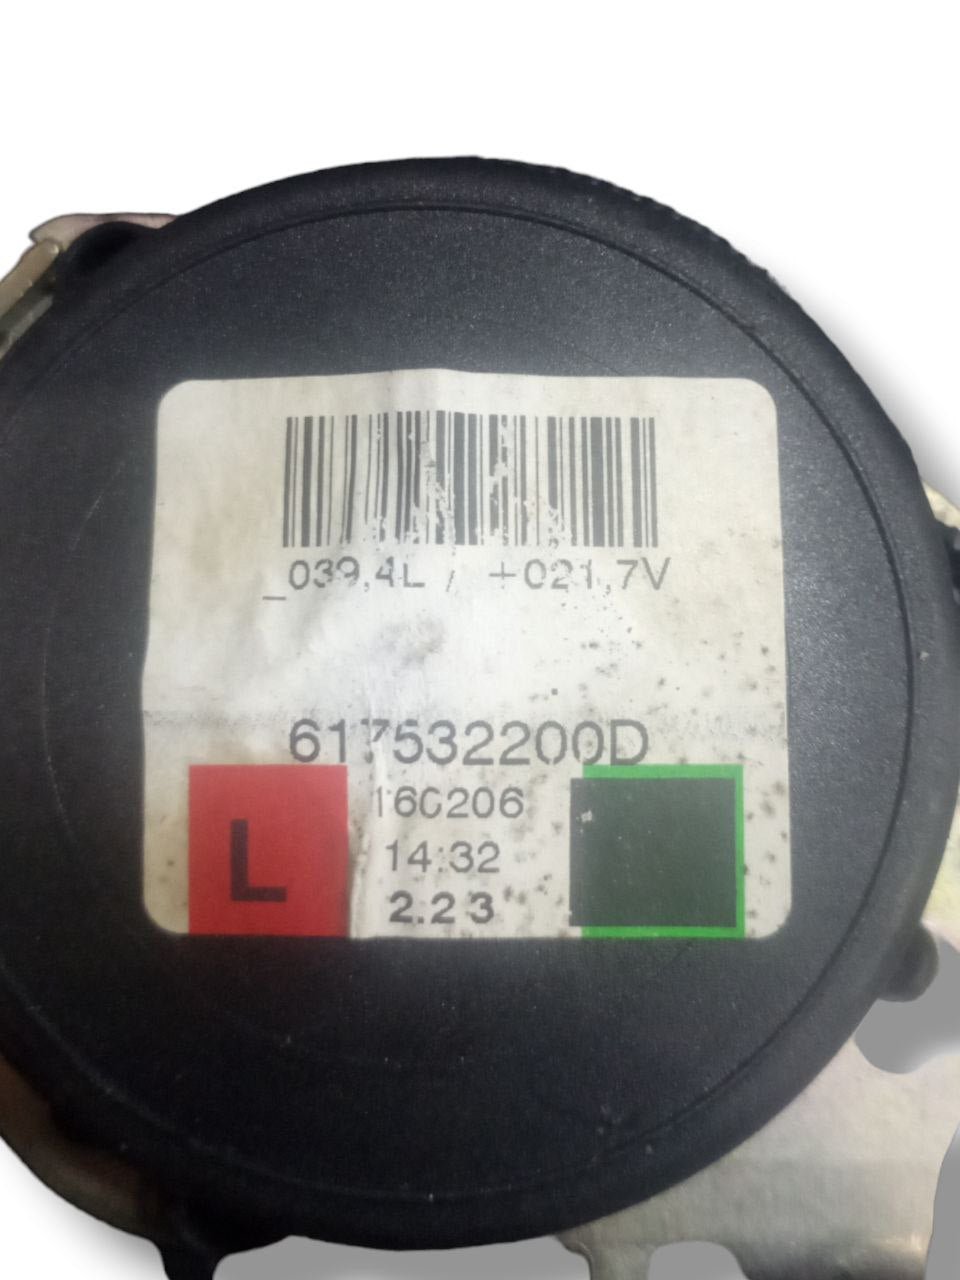 _039,4L / +021,7V
617532200D
160206
L
14:32
2.23